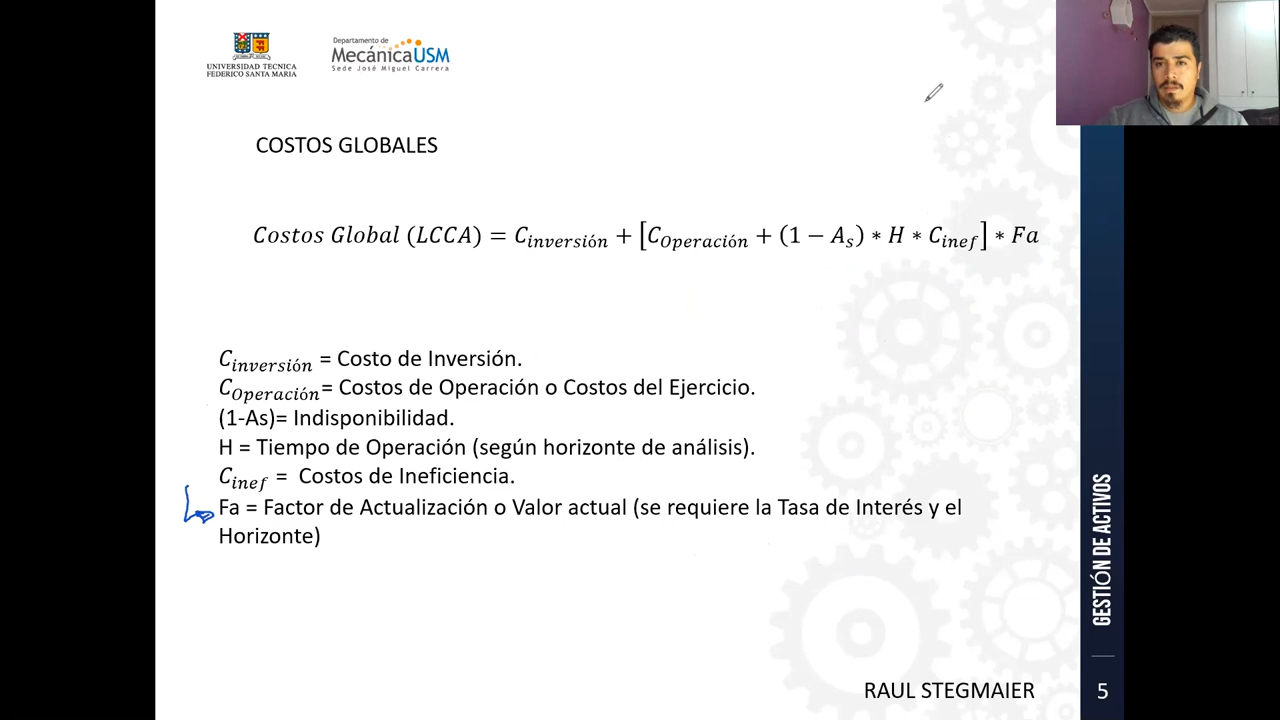 UNIVERSIDAD TECNICA
FEDERICO SANTA MARIA
Departamento de
MecánicaUSM
Sede José Miguel Carrera
COSTOS GLOBALES
Costos Global (LCCA) = C_inversión + [C_Operación + (1 − A_s) * H * C_inef] * Fa
C_inversión = Costo de Inversión.
C_Operación= Costos de Operación o Costos del Ejercicio.
(1-As)= Indisponibilidad.
H = Tiempo de Operación (según horizonte de análisis).
C_inef = Costos de Ineficiencia.
Fa = Factor de Actualización o Valor actual (se requiere la Tasa de Interés y el
Horizonte)
GESTIÓN DE ACTIVOS
RAUL STEGMAIER
5